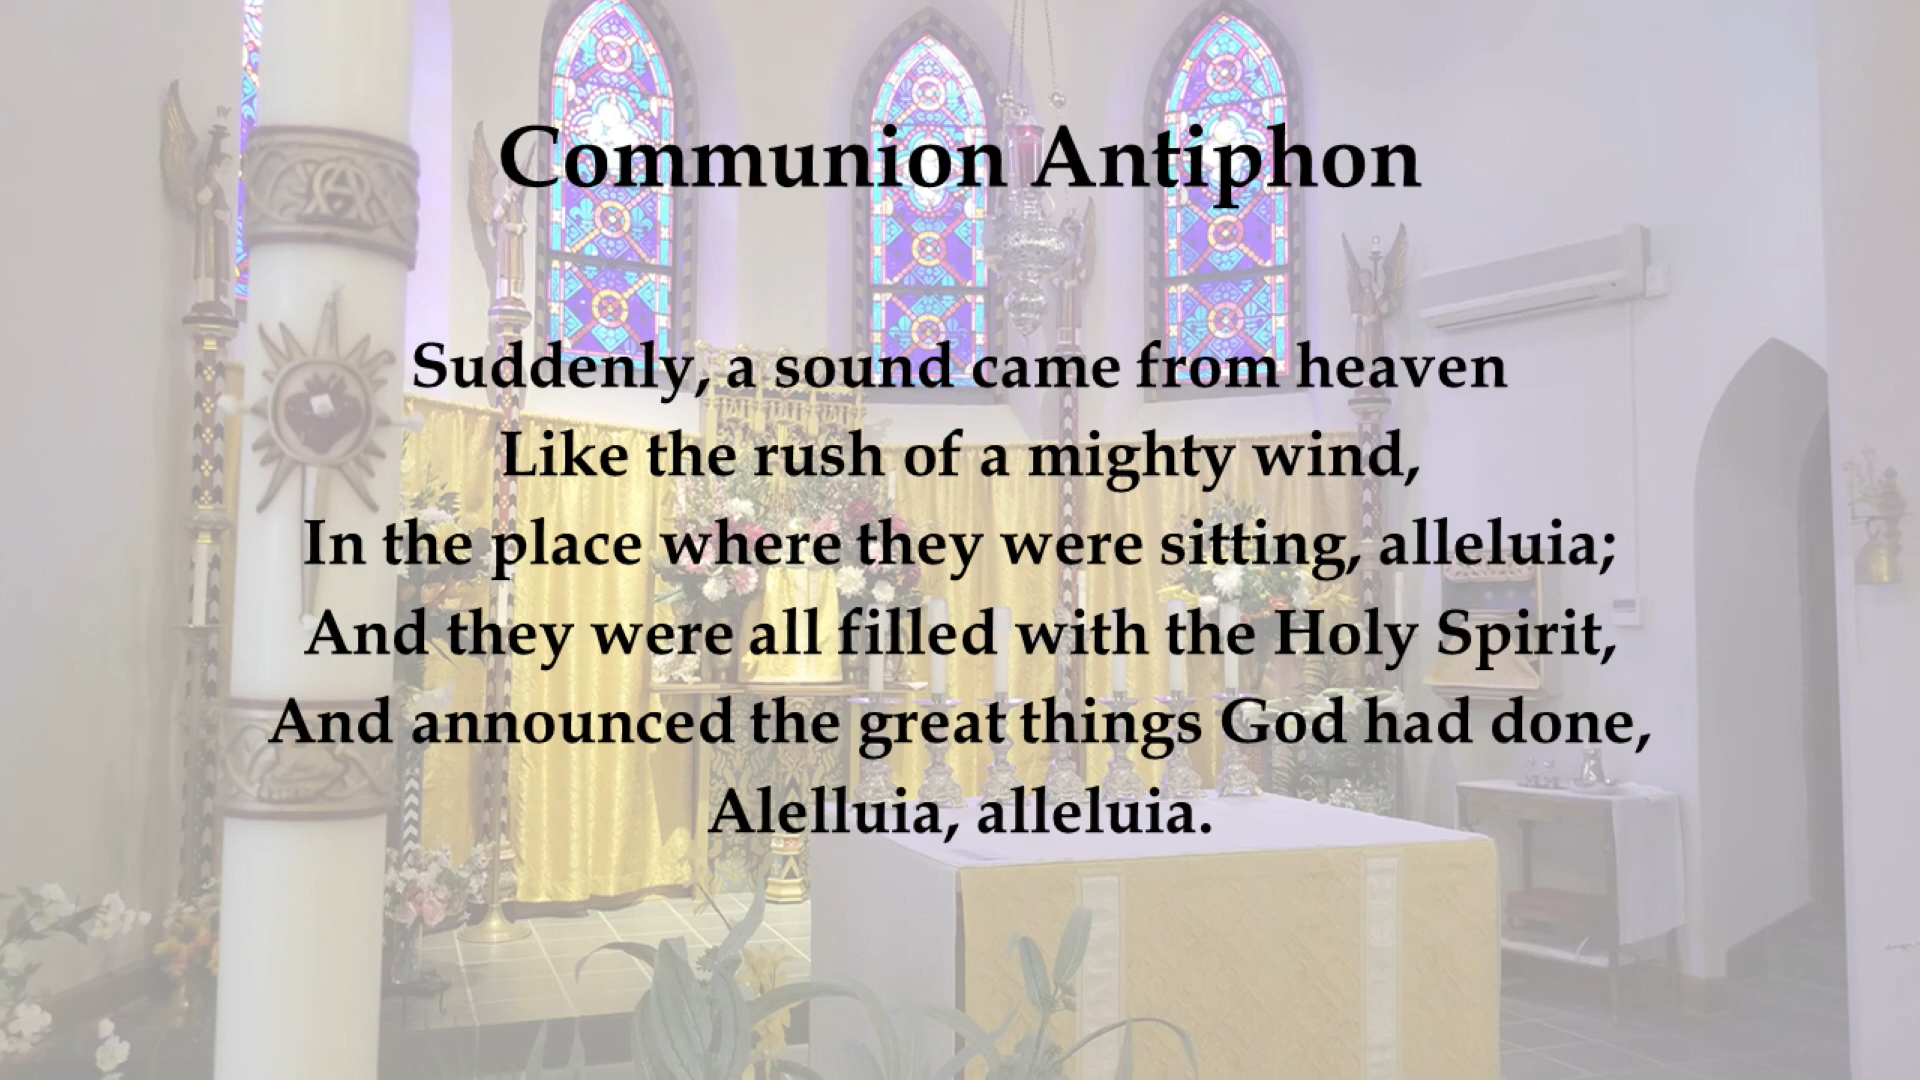 Communion Antiphon
Suddenly, a sound came from heaven
Like the rush of a mighty wind,
In the place where they were sitting, alleluia;
And they were all filled with the Holy Spirit,
And announced the great things God had done,
Alelluia, alleluia.